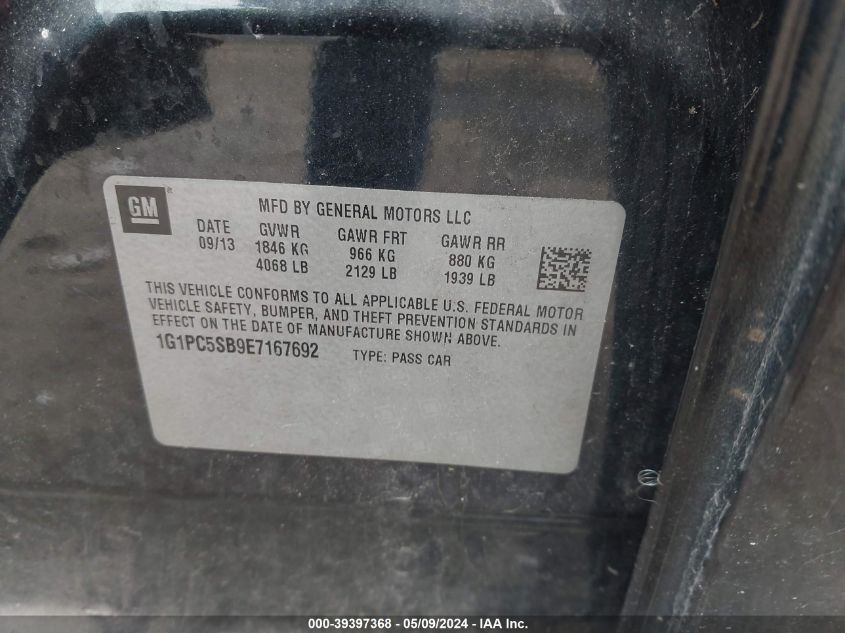 GM
MFD BY GENERAL MOTORS LLC
DATE GVWR GAWR FRT GAWR RR
09/13 1846 KG 966 KG 880 KG
4068 LB 2129 LB 1939 LB
THIS VEHICLE CONFORMS TO ALL APPLICABLE U.S. FEDERAL MOTOR
VEHICLE SAFETY, BUMPER, AND THEFT PREVENTION STANDARDS IN
EFFECT ON THE DATE OF MANUFACTURE SHOWN ABOVE.
1G1PC5SB9E7167692 TYPE: PASS CAR
000-39397368 - 05/09/2024 - IAA Inc.